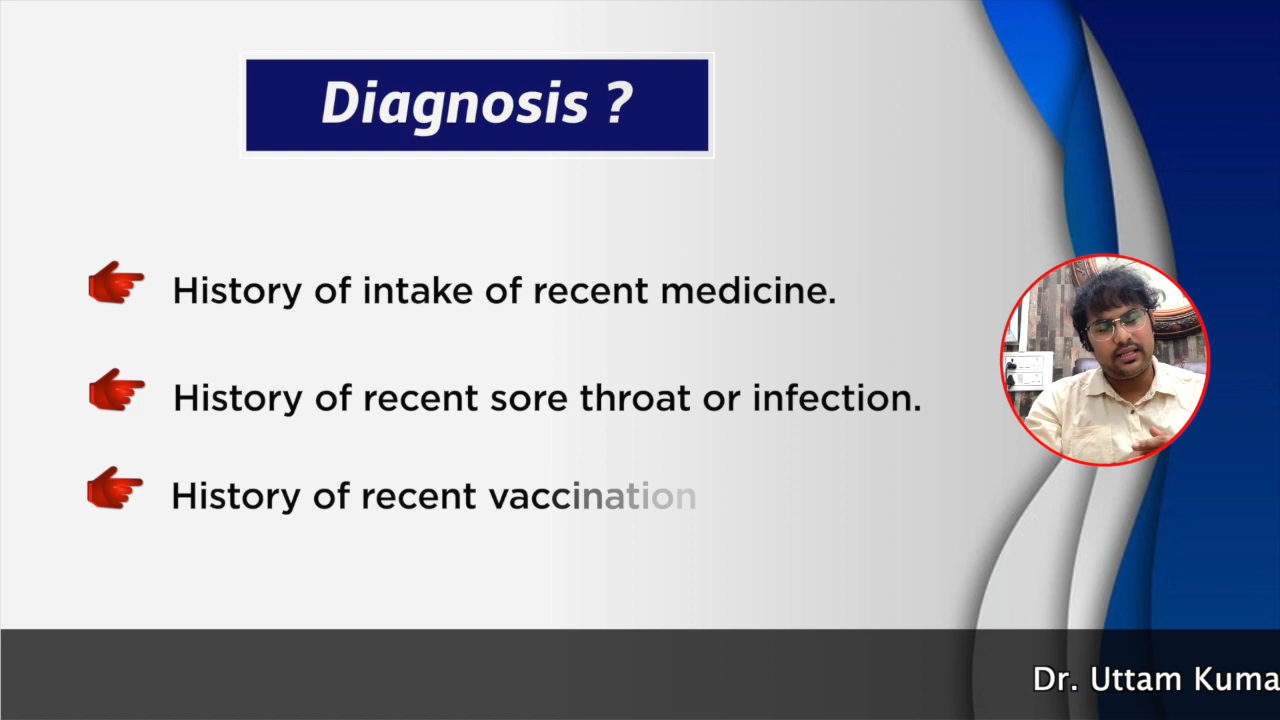 Diagnosis ?
History of intake of recent medicine.
History of recent sore throat or infection.
History of recent vaccination
Dr. Uttam Kuma